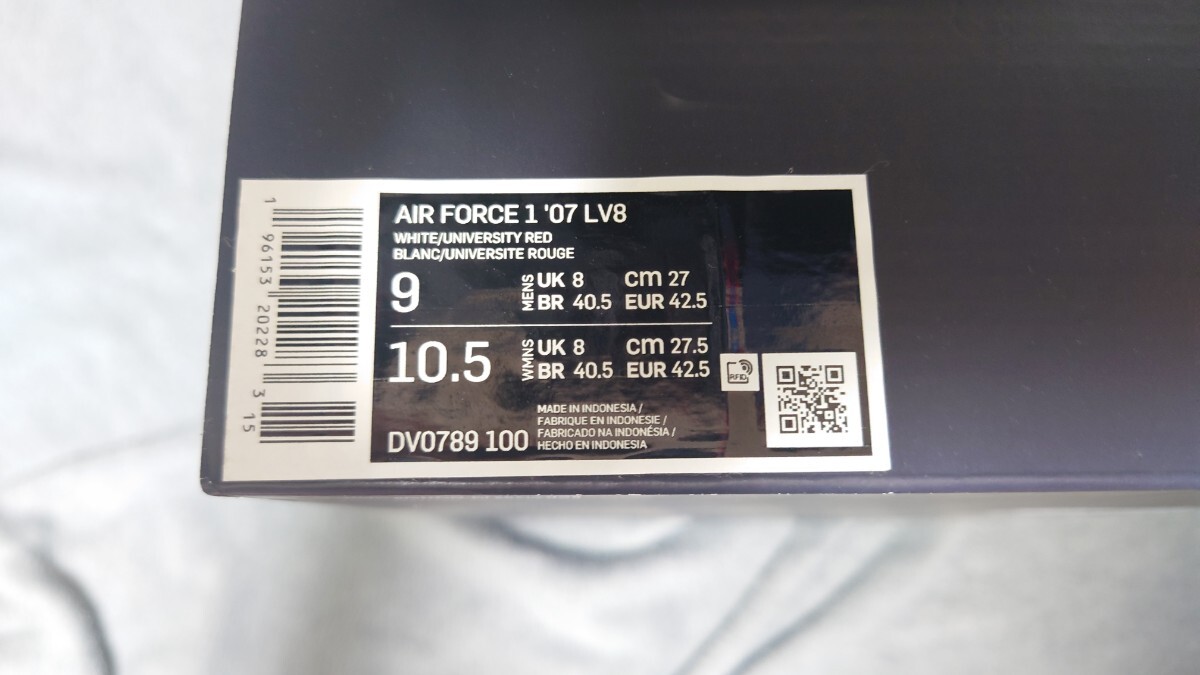 AIR FORCE 1 '07 LV8
WHITE/UNIVERSITY RED
BLANC/UNIVERSITE ROUGE
9 MENS UK 8 cm 27
BR 40.5 EUR 42.5
10.5 WMNS UK 8 cm 27.5
BR 40.5 EUR 42.5
RFID
MADE IN INDONESIA /
FABRIQUE EN INDONESIE /
FABRICADO NA INDONÉSIA /
HECHO EN INDONESIA
DV0789 100
1 96153 20228 3 15